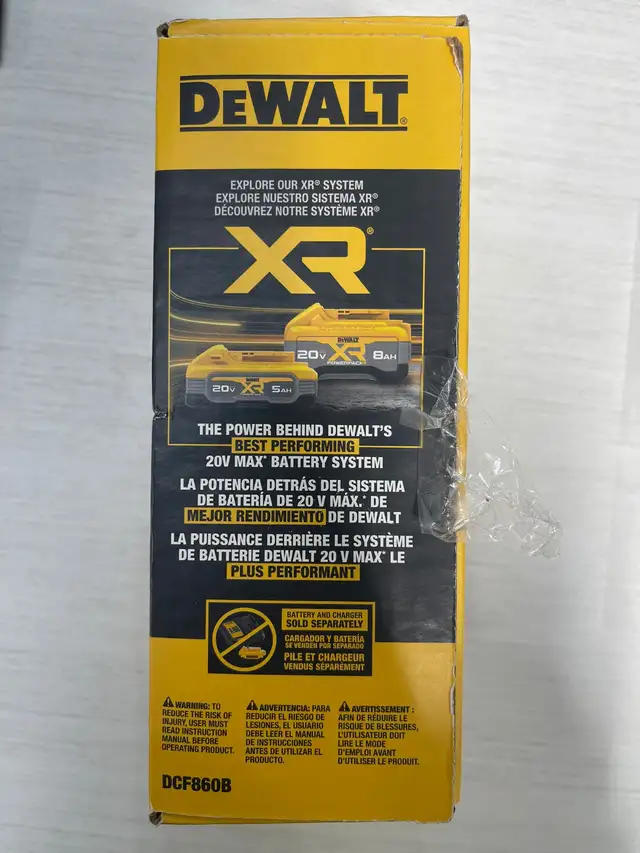 DEWALT®
EXPLORE OUR XR® SYSTEM
EXPLORE NUESTRO SISTEMA XR®
DÉCOUVREZ NOTRE SYSTÈME XR®
XR®
DEWALT
20V XR 8AH
POWERPACK
DEWALT
20V XR 5AH
THE POWER BEHIND DEWALT'S
BEST PERFORMING
20V MAX* BATTERY SYSTEM
LA POTENCIA DETRÁS DEL SISTEMA
DE BATERÍA DE 20 V MÁX.* DE
MEJOR RENDIMIENTO DE DEWALT
LA PUISSANCE DERRIÈRE LE SYSTÈME
DE BATTERIE DEWALT 20 V MAX* LE
PLUS PERFORMANT
BATTERY AND CHARGER
SOLD SEPARATELY
CARGADOR Y BATERÍA
SE VENDEN POR SEPARADO
PILE ET CHARGEUR
VENDUS SÉPARÉMENT
WARNING: TO
REDUCE THE RISK OF
INJURY, USER MUST
READ INSTRUCTION
MANUAL BEFORE
OPERATING PRODUCT.
ADVERTENCIA: PARA
REDUCIR EL RIESGO DE
LESIONES, EL USUARIO
DEBE LEER EL MANUAL
DE INSTRUCCIONES
ANTES DE UTILIZAR EL
PRODUCTO.
AVERTISSEMENT :
AFIN DE RÉDUIRE LE
RISQUE DE BLESSURES,
L'UTILISATEUR DOIT
LIRE LE MODE
D'EMPLOI AVANT
D'UTILISER LE PRODUIT.
DCF860B